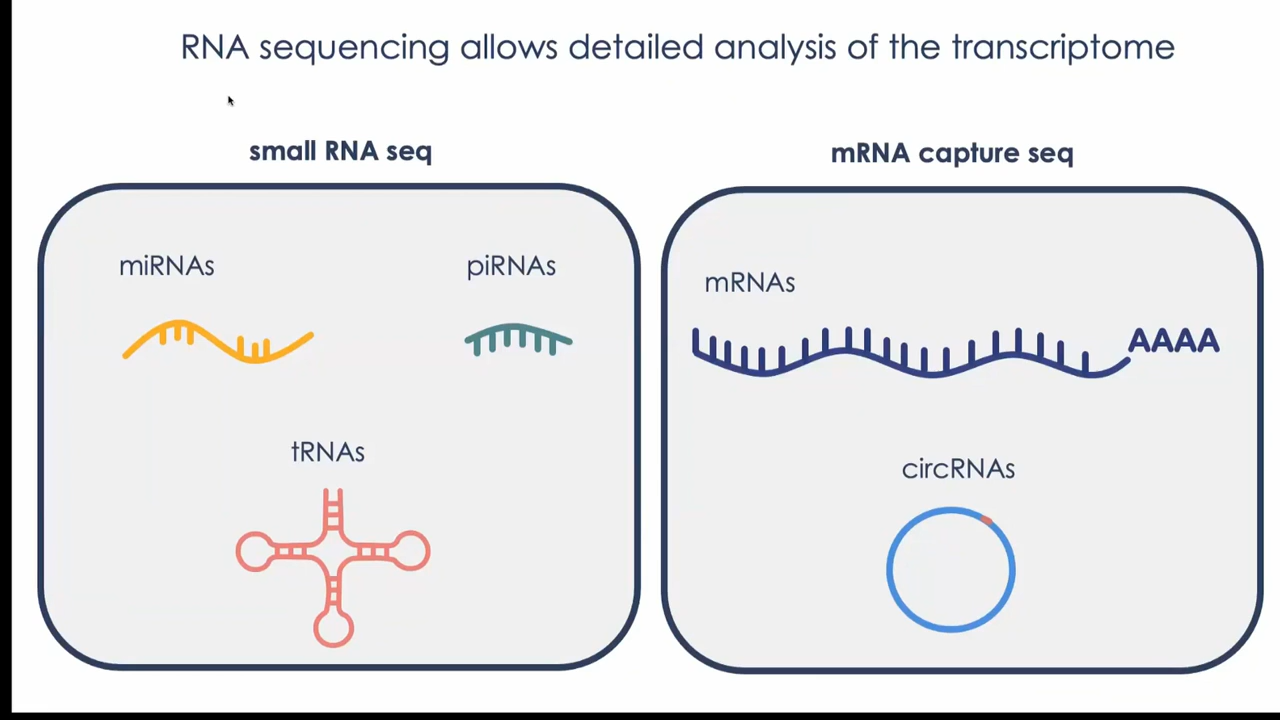 RNA sequencing allows detailed analysis of the transcriptome
small RNA seq
miRNAs
piRNAs
tRNAs
mRNA capture seq
mRNAs
AAAA
circRNAs